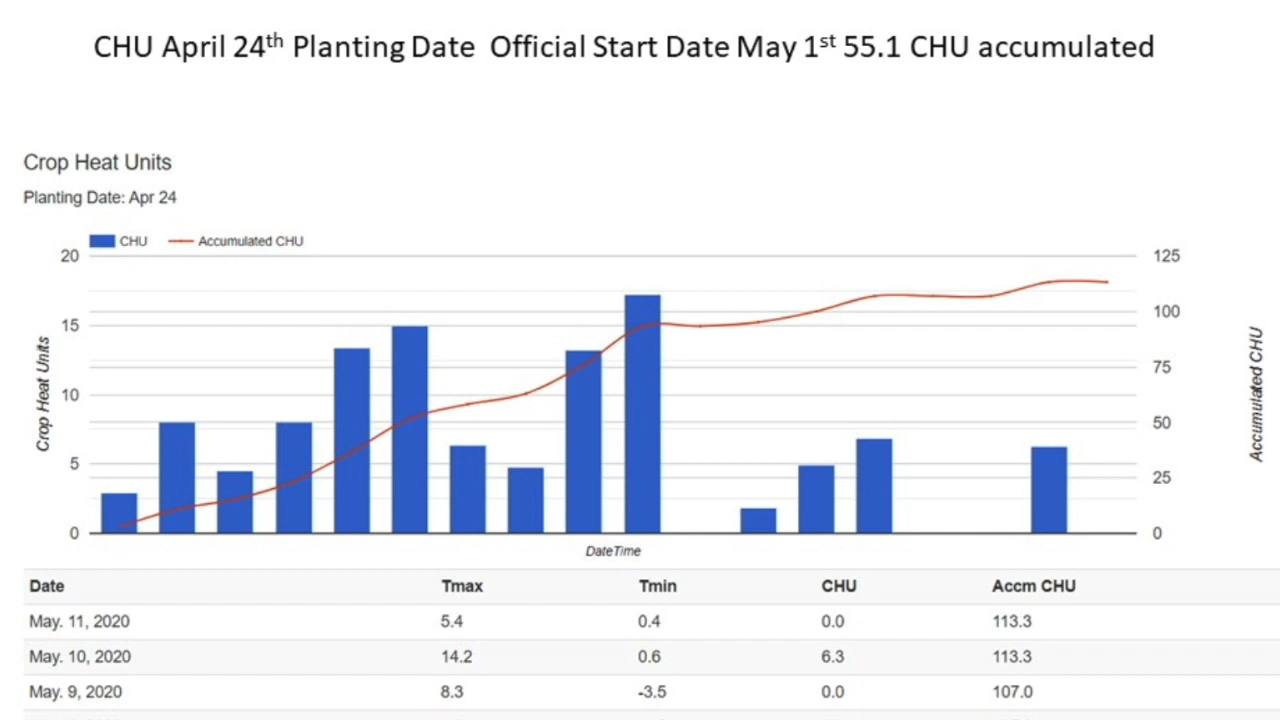 CHU April 24th Planting Date Official Start Date May 1st 55.1 CHU accumulated
Crop Heat Units
Planting Date: Apr 24
CHU Accumulated CHU
20 125
100
15
75
10
50
5
25
0 0
Crop Heat Units
Accumulated CHU
DateTime
Date Tmax Tmin CHU Accm CHU
May. 11, 2020 5.4 0.4 0.0 113.3
May. 10, 2020 14.2 0.6 6.3 113.3
May. 9, 2020 8.3 -3.5 0.0 107.0